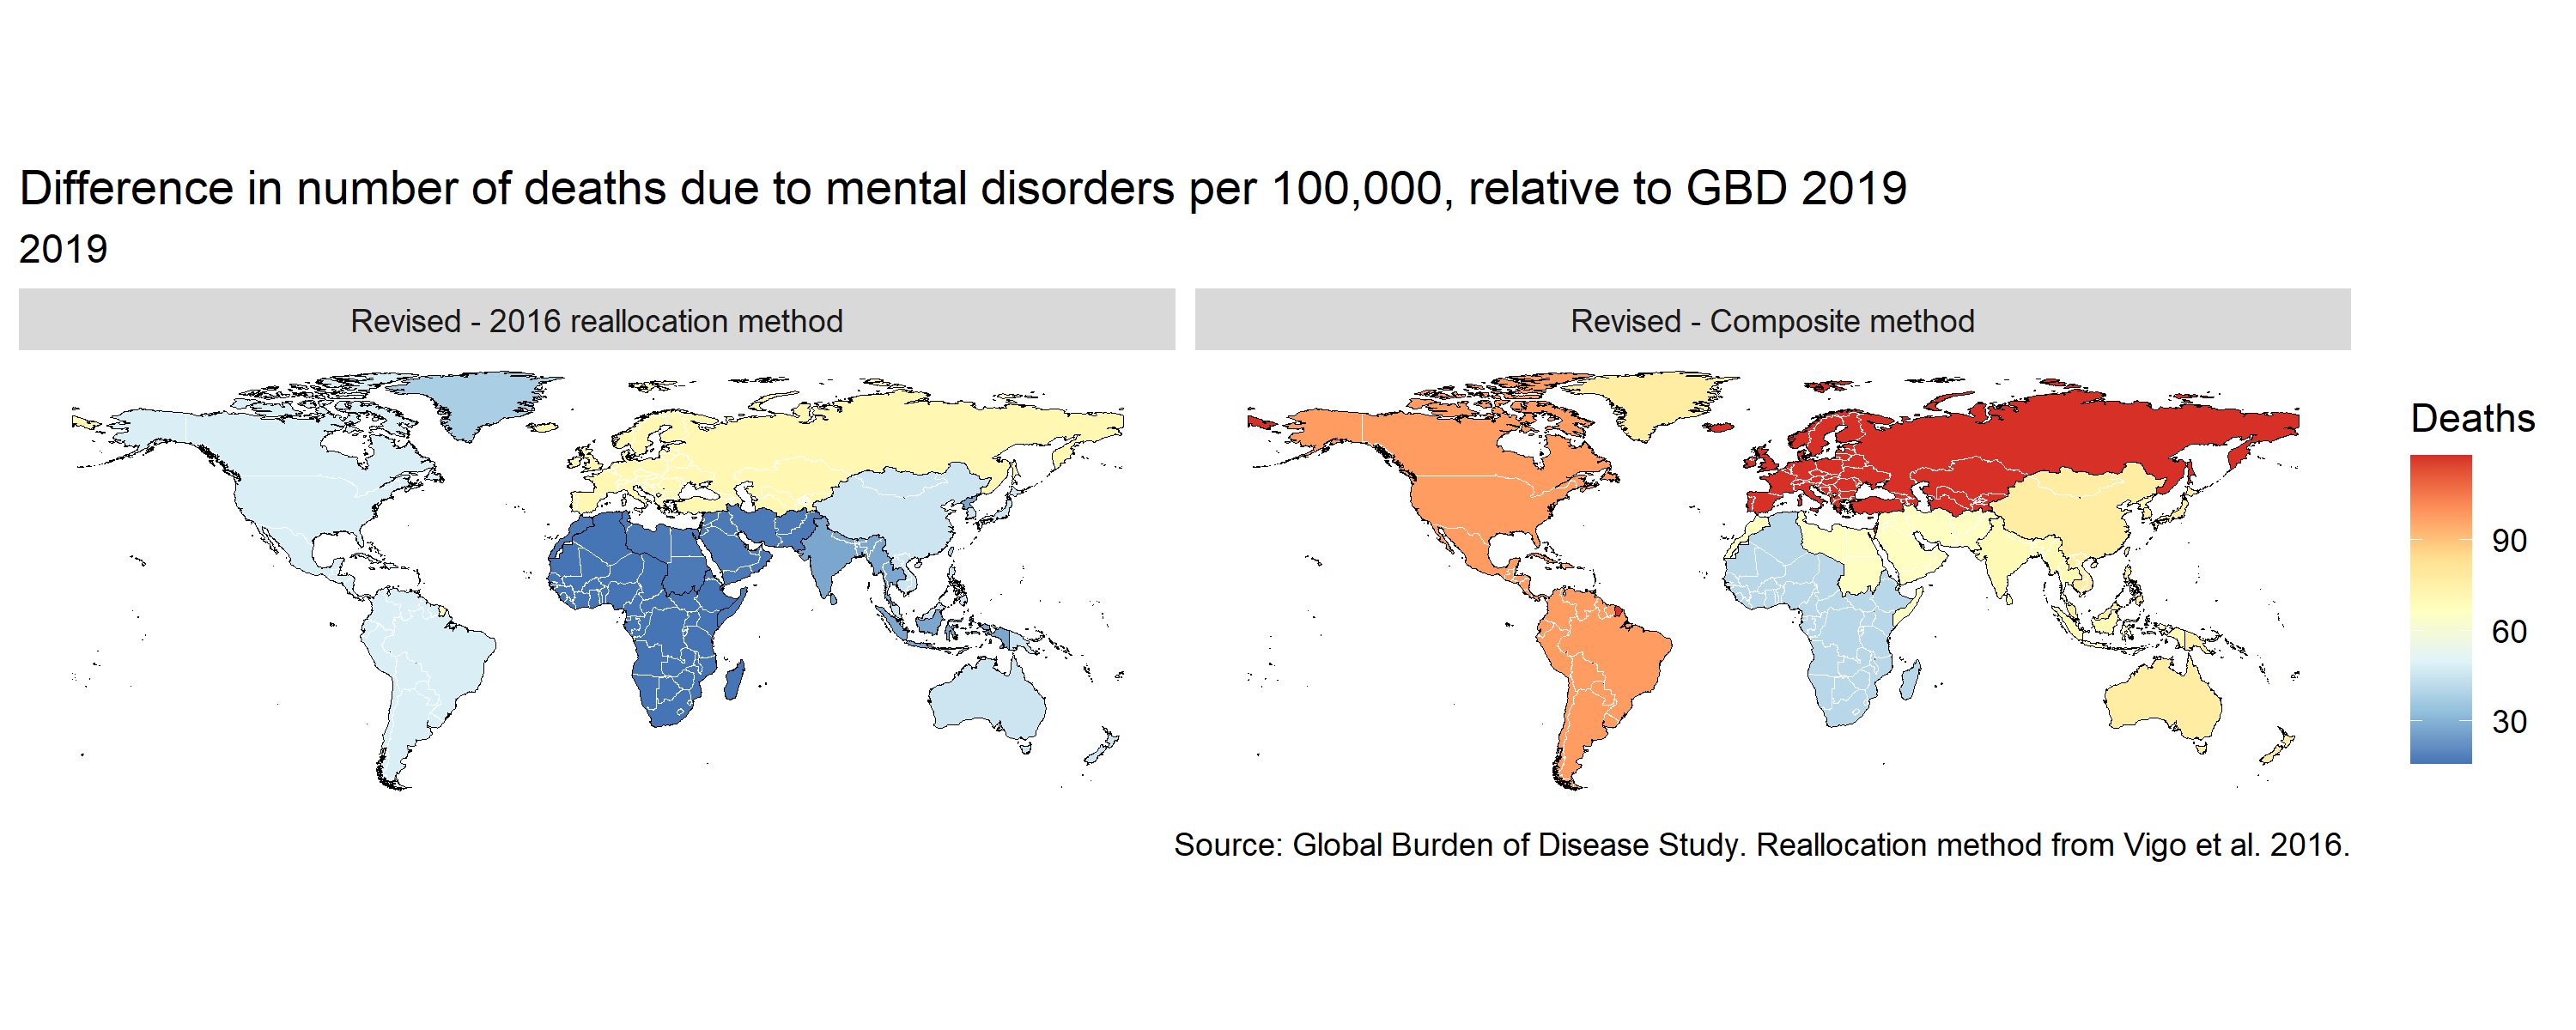 Difference in number of deaths due to mental disorders per 100,000, relative to GBD 2019
2019
Revised - 2016 reallocation method
Revised - Composite method
Deaths
90
60
30
Source: Global Burden of Disease Study. Reallocation method from Vigo et al. 2016.